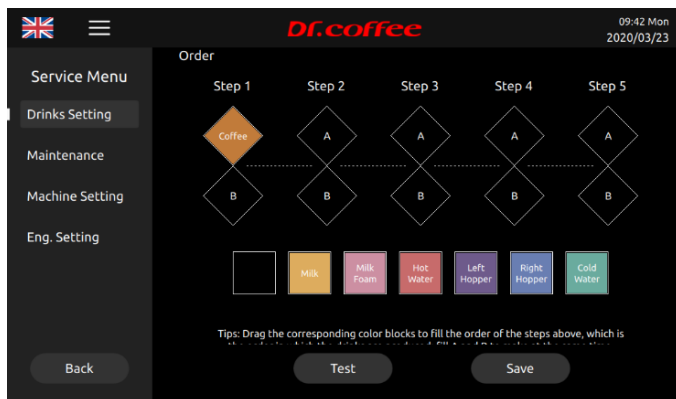 Dr.coffee
09:42 Mon
2020/03/23
Service Menu
Drinks Setting
Maintenance
Machine Setting
Eng. Setting
Back
Order
Step 1 Step 2 Step 3 Step 4 Step 5
Coffee A A A A
B B B B B
Milk
Milk
Foam
Hot
Water
Left
Hopper
Right
Hopper
Cold
Water
Tips: Drag the corresponding color blocks to fill the order of the steps above, which is
Test Save